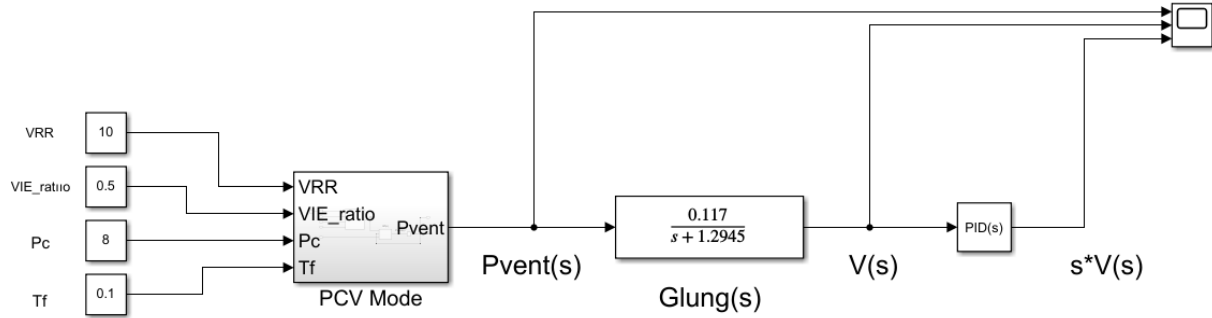 VRR
10
VIE_ratio
0.5
Pc
8
Tf
0.1
VRR
VIE_ratio
Pc
Tf
Pvent
PCV Mode
Pvent(s)
0.117
s + 1.2945
Glung(s)
V(s)
PID(s)
s*V(s)